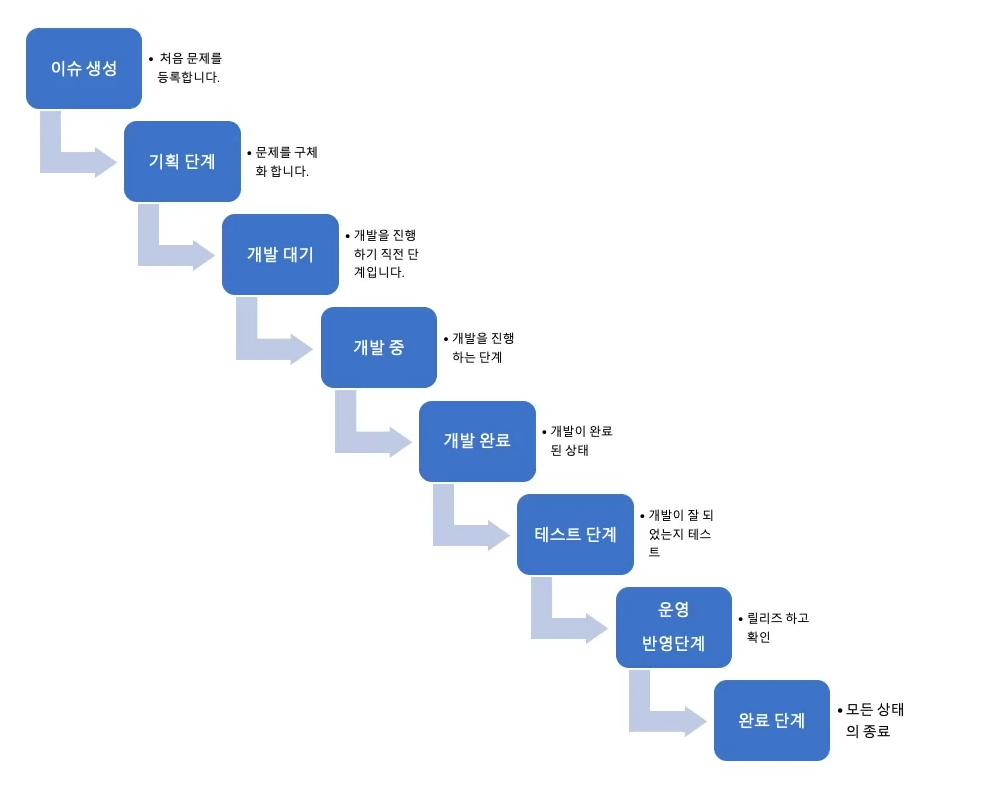 이슈 생성
• 처음 문제를
등록합니다.
기획 단계
• 문제를 구체
화 합니다.
개발 대기
• 개발을 진행
하기 직전 단
계입니다.
개발 중
• 개발을 진행
하는 단계
개발 완료
• 개발이 완료
된 상태
테스트 단계
• 개발이 잘 되
었는지 테스
트
운영
반영단계
• 릴리즈 하고
확인
완료 단계
• 모든 상태
의 종료